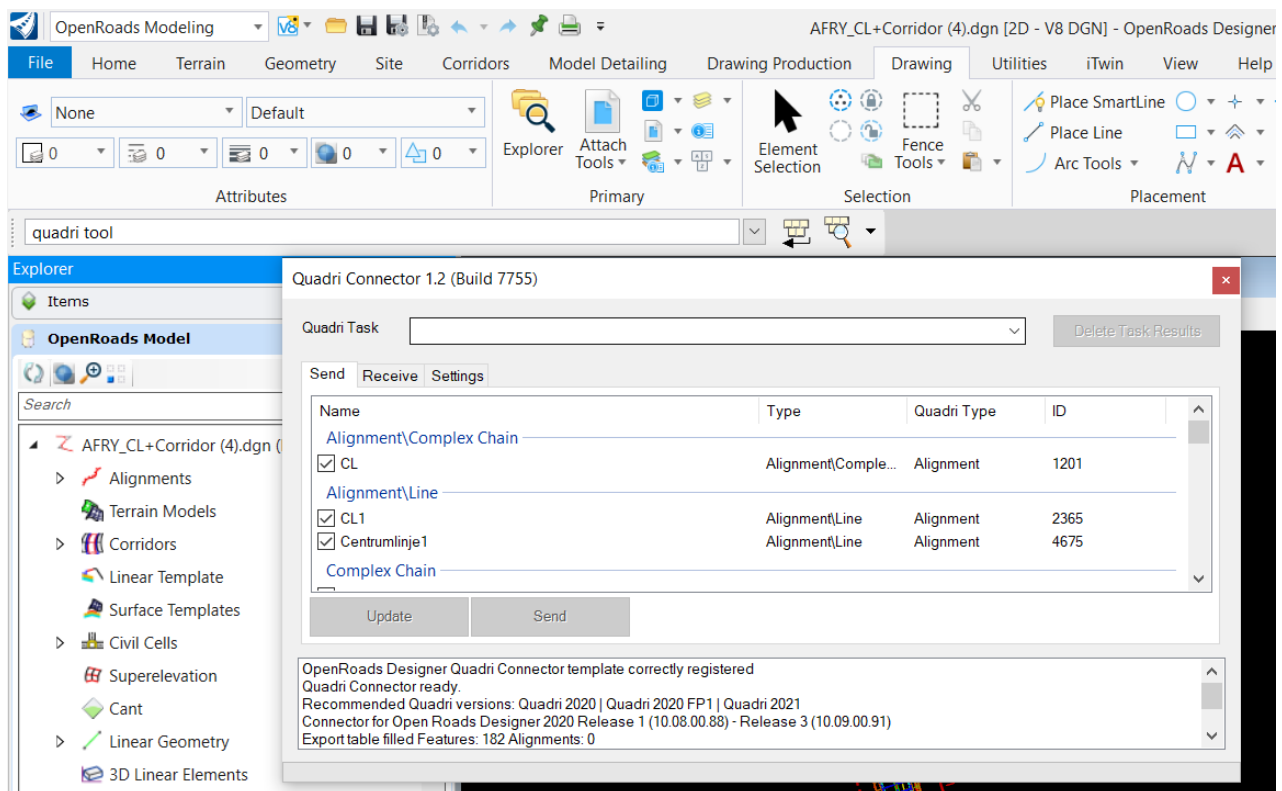 OpenRoads Modeling
AFRY_CL+Corridor (4).dgn [2D - V8 DGN] - OpenRoads Designer
File Home Terrain Geometry Site Corridors Model Detailing Drawing Production Drawing Utilities iTwin View Help
None Default
0 0 0 0 0
Attributes
Explorer
Attach
Tools
Primary
Element
Selection
Fence
Tools
Selection
Place SmartLine
Place Line
Arc Tools
A
Placement
quadri tool
Explorer
Items
OpenRoads Model
Search
AFRY_CL+Corridor (4).dgn (
Alignments
Terrain Models
Corridors
Linear Template
Surface Templates
Civil Cells
Superelevation
Cant
Linear Geometry
3D Linear Elements
Quadri Connector 1.2 (Build 7755)
Quadri Task
Delete Task Results
Send Receive Settings
Name Type Quadri Type ID
Alignment\Complex Chain
CL Alignment\Comple... Alignment 1201
Alignment\Line
CL1 Alignment\Line Alignment 2365
Centrumlinje1 Alignment\Line Alignment 4675
Complex Chain
Update Send
OpenRoads Designer Quadri Connector template correctly registered
Quadri Connector ready.
Recommended Quadri versions: Quadri 2020 | Quadri 2020 FP1 | Quadri 2021
Connector for Open Roads Designer 2020 Release 1 (10.08.00.88) - Release 3 (10.09.00.91)
Export table filled Features: 182 Alignments: 0